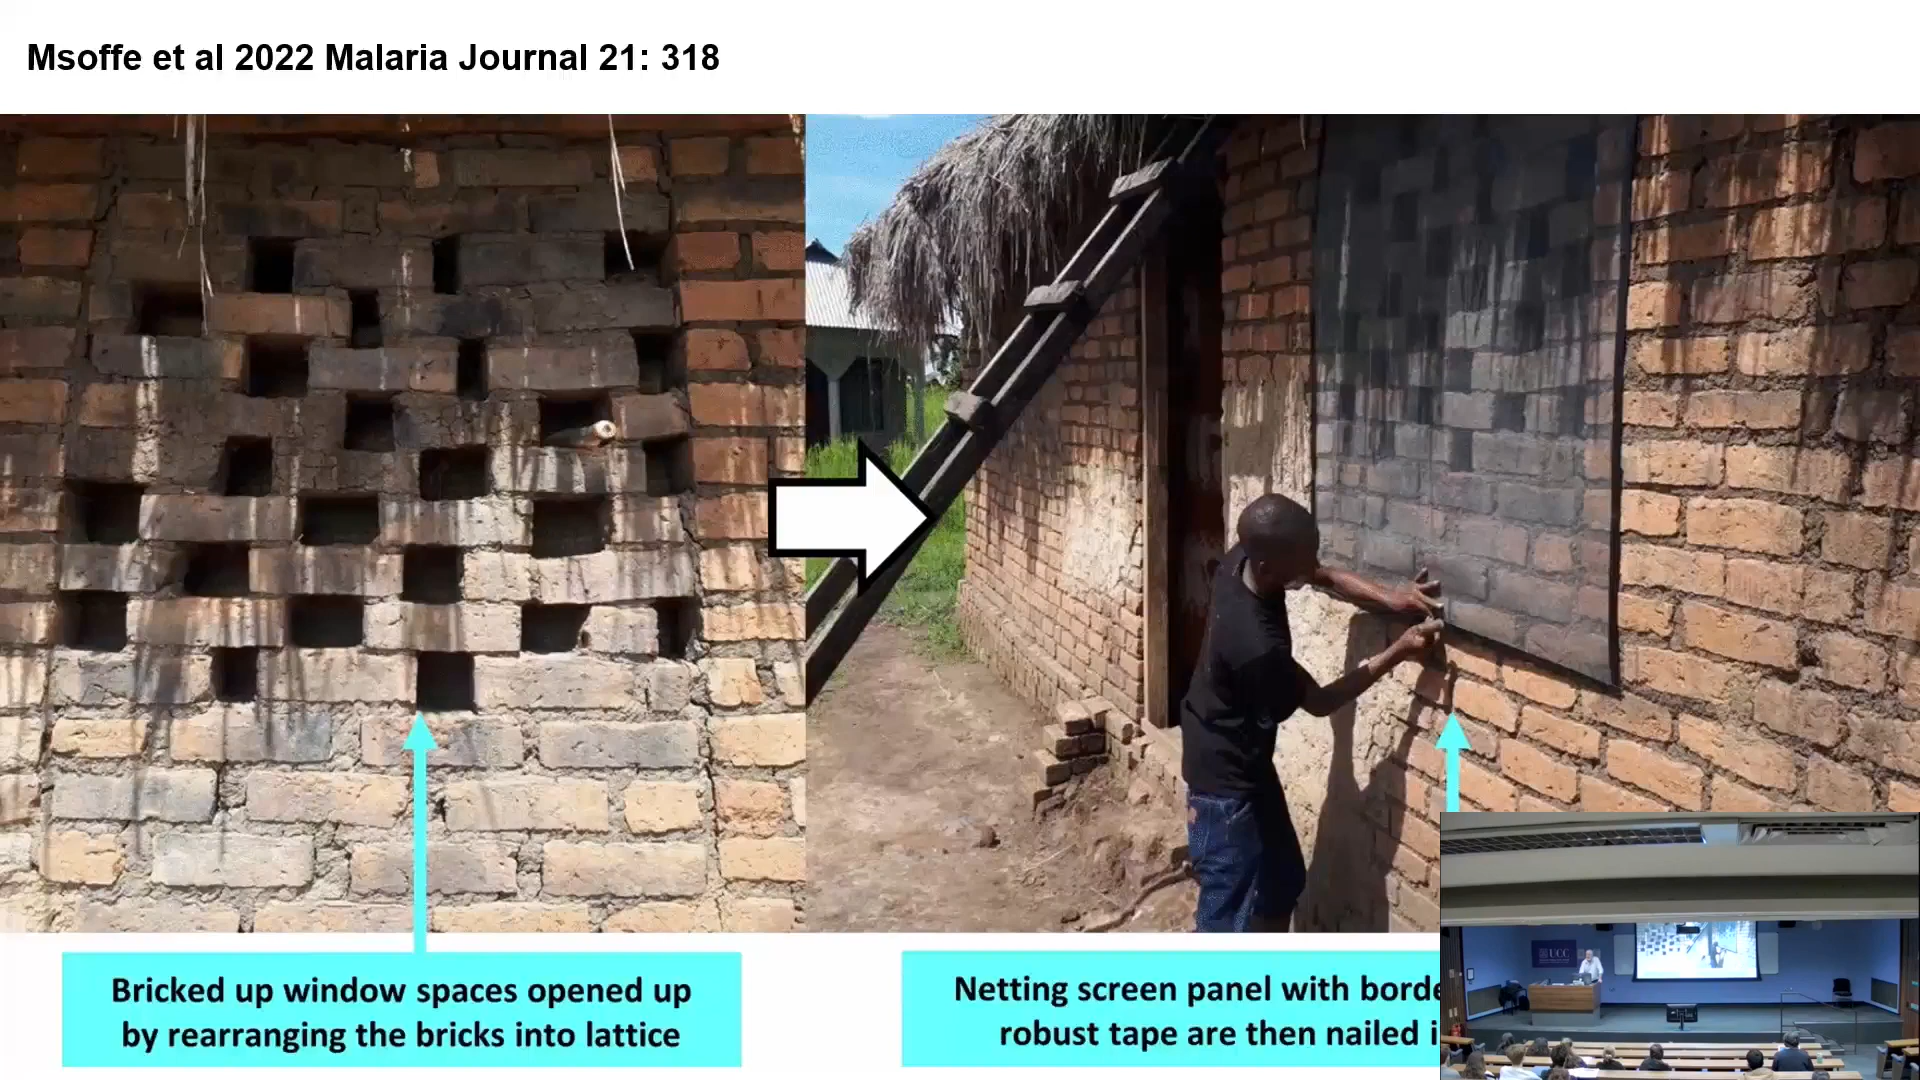 Msoffe et al 2022 Malaria Journal 21: 318
Bricked up window spaces opened up
by rearranging the bricks into lattice
Netting screen panel with borde
robust tape are then nailed i
UCC